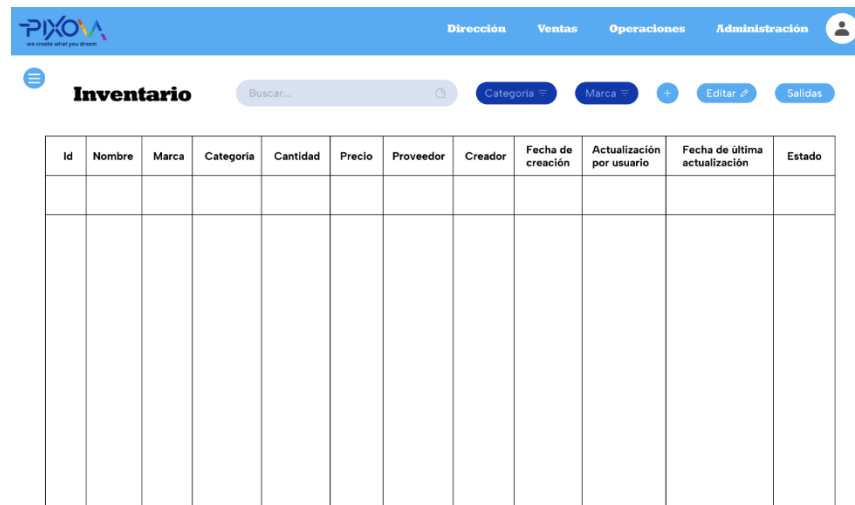 PIXOVA
we create what you dream
Dirección Ventas Operaciones Administración
Inventario
Buscar...
Categoría
Marca
+
Editar
Salidas
Id
Nombre
Marca
Categoría
Cantidad
Precio
Proveedor
Creador
Fecha de
creación
Actualización
por usuario
Fecha de última
actualización
Estado